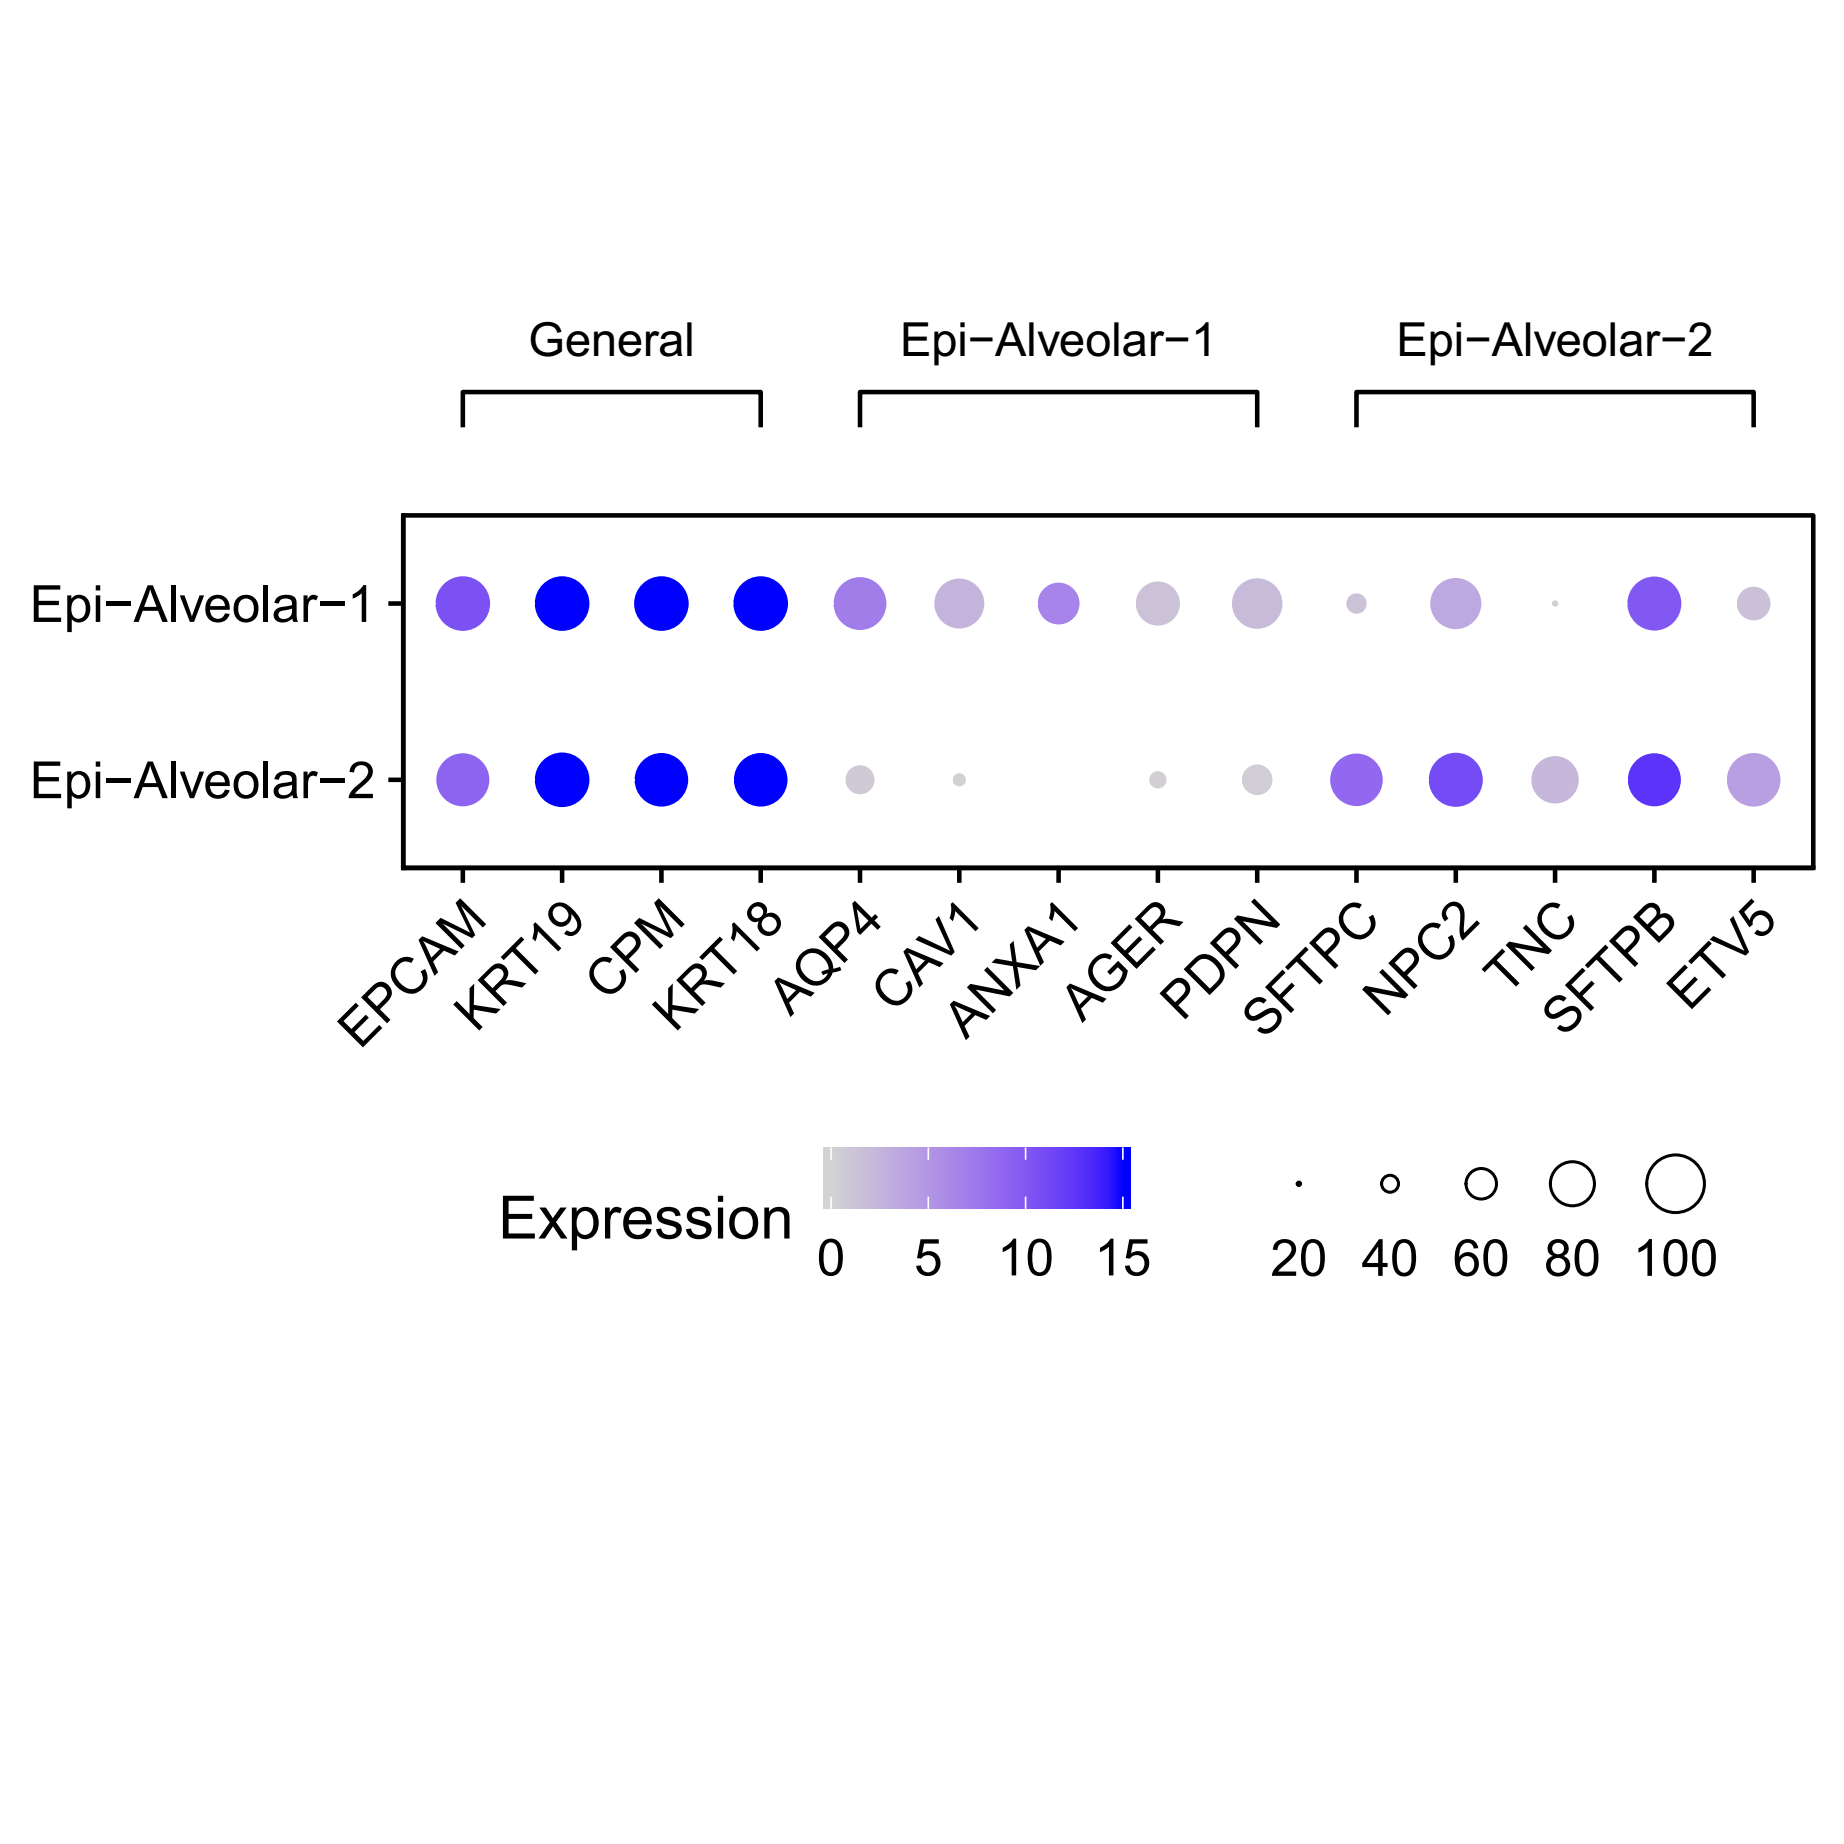 General Epi−Alveolar−1 Epi−Alveolar−2
Epi−Alveolar−1
Epi−Alveolar−2
EPCAM KRT19 CPM KRT18 AQP4 CAV1 ANXA1 AGER PDPN SFTPC NPC2 TNC SFTPB ETV5
Expression
0 5 10 15 20 40 60 80 100